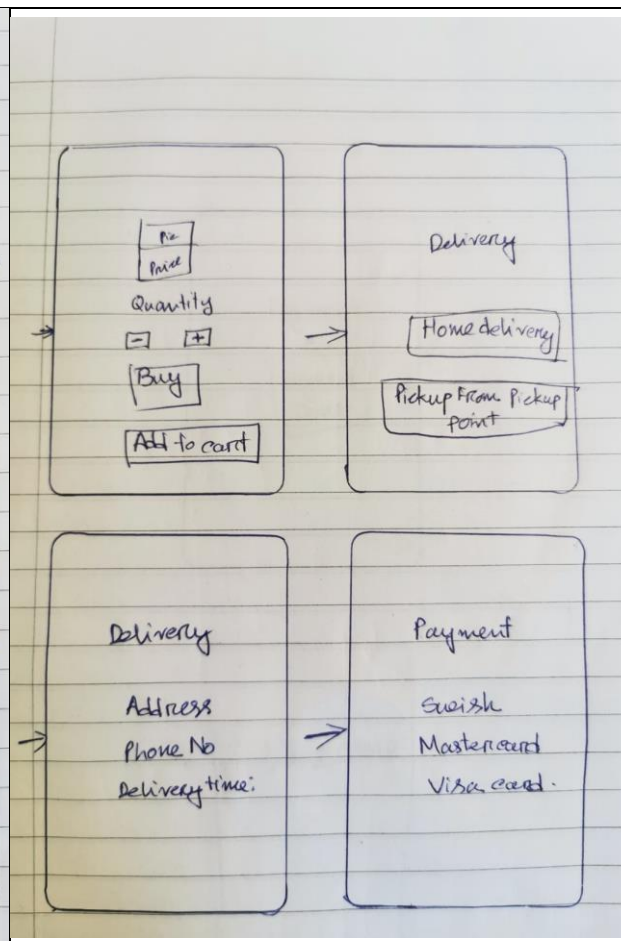 Pic
Price
Quantity
- +
Buy
Add to cart
Delivery
Home delivery
Pickup From Pickup
point
Delivery
Address
Phone No
Delivery time:
Payment
Swish
Mastercard
Visa card.